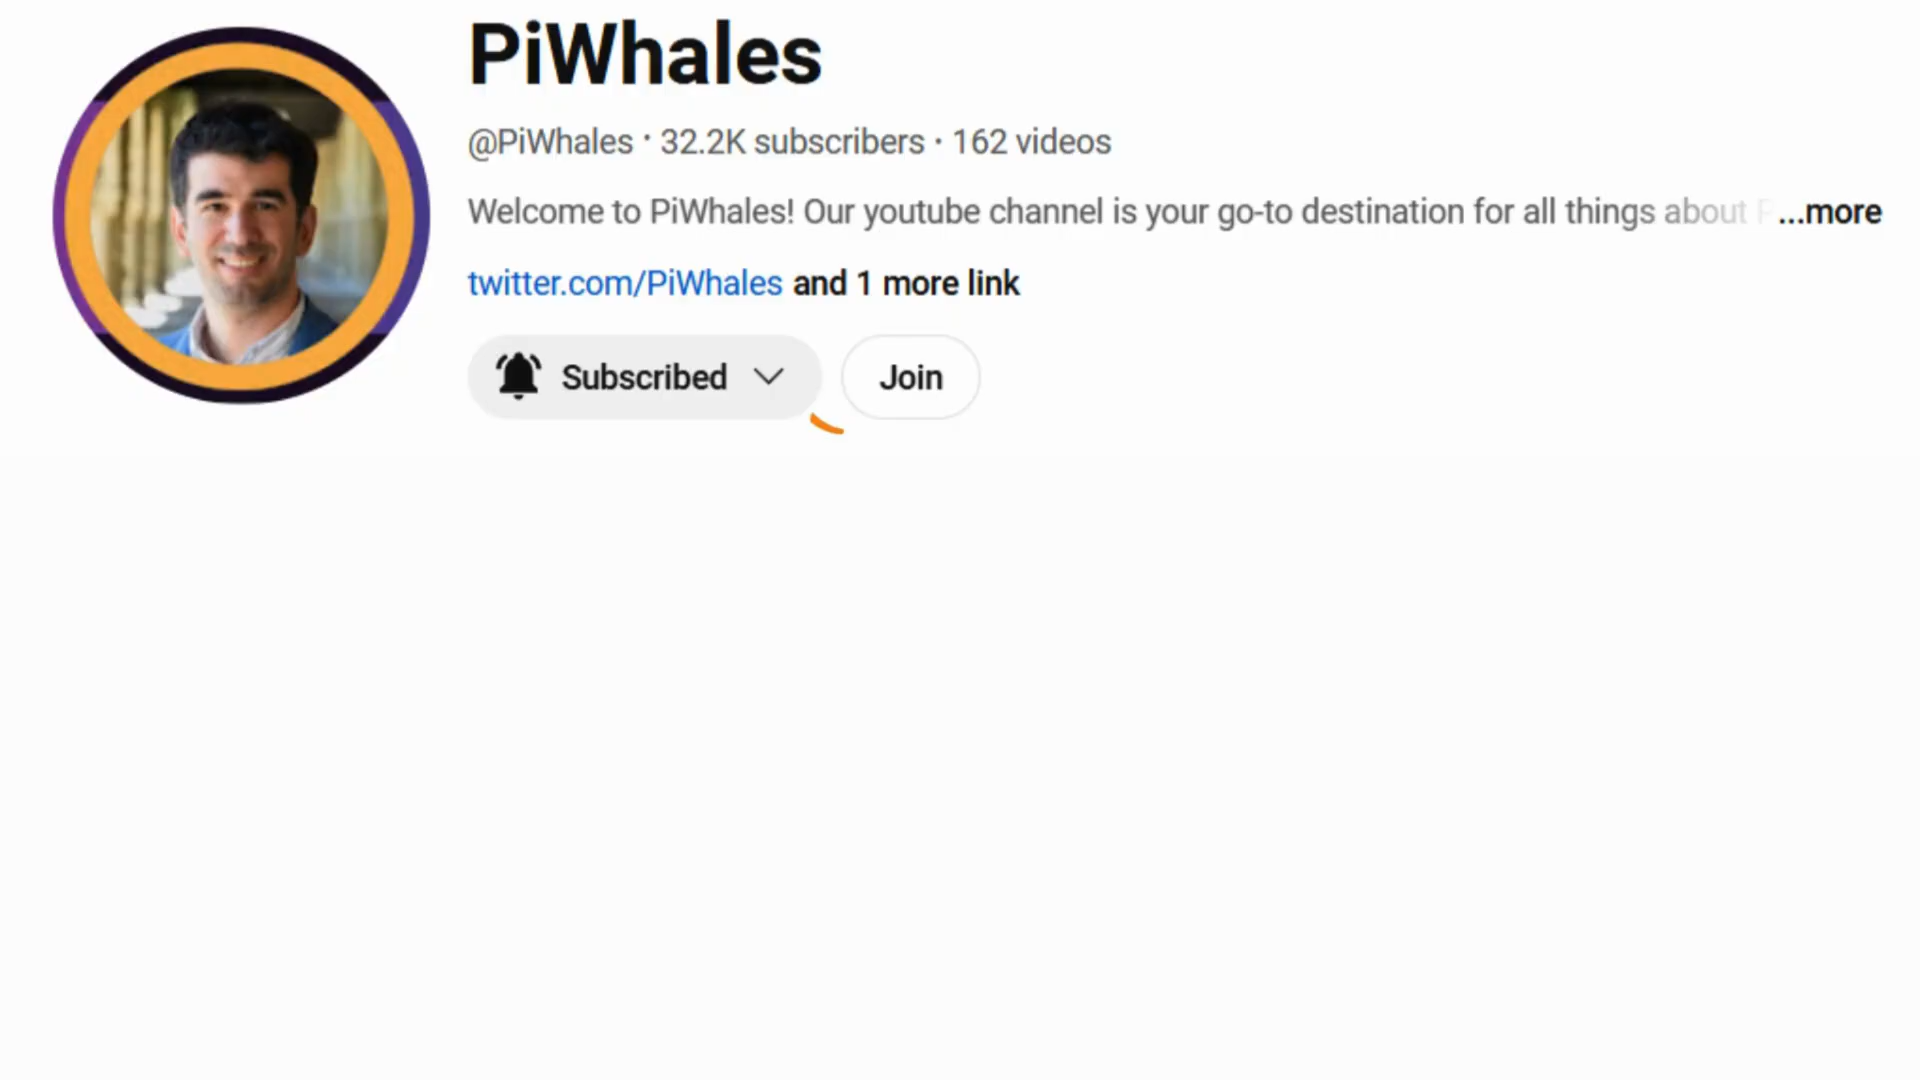 PiWhales
@PiWhales · 32.2K subscribers · 162 videos
Welcome to PiWhales! Our youtube channel is your go-to destination for all things about ...more
twitter.com/PiWhales and 1 more link
Subscribed Join